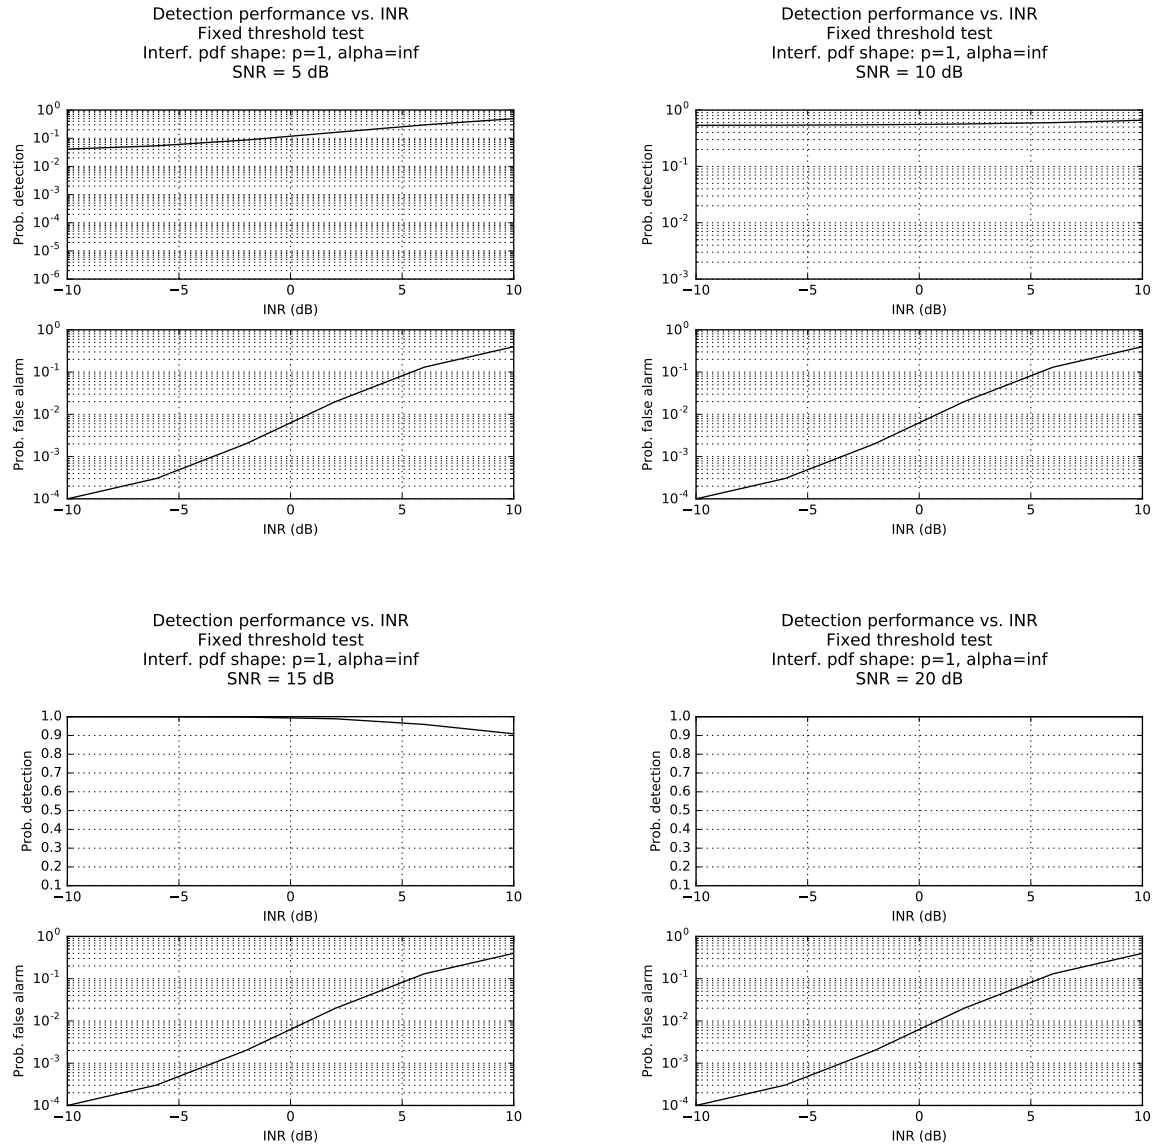 Detection performance vs. INR
Fixed threshold test
Interf. pdf shape: p=1, alpha=inf
SNR = 5 dB
10^0
10^-1
10^-2
10^-3
10^-4
10^-5
10^-6
Prob. detection
−10 −5 0 5 10
INR (dB)
10^0
10^-1
10^-2
10^-3
10^-4
Prob. false alarm
−10 −5 0 5 10
INR (dB)
Detection performance vs. INR
Fixed threshold test
Interf. pdf shape: p=1, alpha=inf
SNR = 10 dB
10^0
10^-1
10^-2
10^-3
Prob. detection
−10 −5 0 5 10
INR (dB)
10^0
10^-1
10^-2
10^-3
10^-4
Prob. false alarm
−10 −5 0 5 10
INR (dB)
Detection performance vs. INR
Fixed threshold test
Interf. pdf shape: p=1, alpha=inf
SNR = 15 dB
1.0
0.9
0.8
0.7
0.6
0.5
0.4
0.3
0.2
0.1
Prob. detection
−10 −5 0 5 10
INR (dB)
10^0
10^-1
10^-2
10^-3
10^-4
Prob. false alarm
−10 −5 0 5 10
INR (dB)
Detection performance vs. INR
Fixed threshold test
Interf. pdf shape: p=1, alpha=inf
SNR = 20 dB
1.0
0.9
0.8
0.7
0.6
0.5
0.4
0.3
0.2
0.1
Prob. detection
−10 −5 0 5 10
INR (dB)
10^0
10^-1
10^-2
10^-3
10^-4
Prob. false alarm
−10 −5 0 5 10
INR (dB)